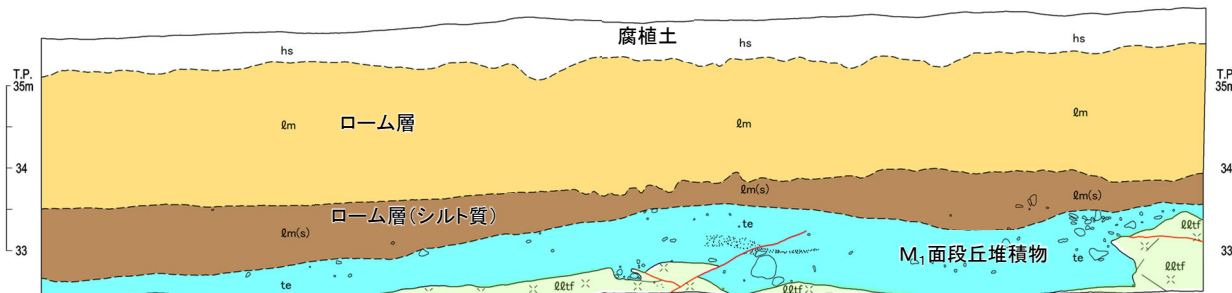 腐植土
hs
hs
hs
T.P.
35m
T.P.
35m
ローム層
ℓm
ℓm
ℓm
34
34
ℓm(s)
ℓm(s)
ローム層(シルト質)
ℓm(s)
te
33
33
M₁面段丘堆積物
te
te
ℓℓtf
ℓℓtf
ℓℓtf